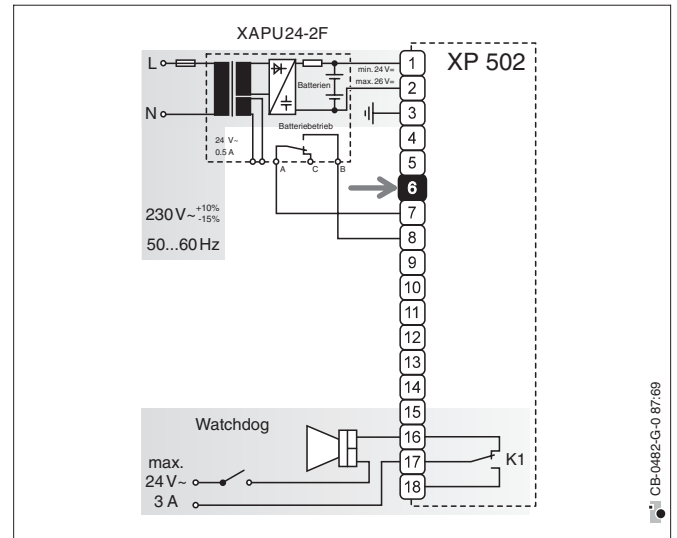 XAPU24-2F
XP 502
L
N
min. 24 V=
max. 26 V=
Batterien
Batteriebetrieb
24 V~
0.5 A
A
C
B
230 V~ +10% -15%
50...60 Hz
1
2
3
4
5
6
7
8
9
10
11
12
13
14
15
16
17
18
Watchdog
max.
24 V~
3 A
K1
CB-0482-G-0 87:69